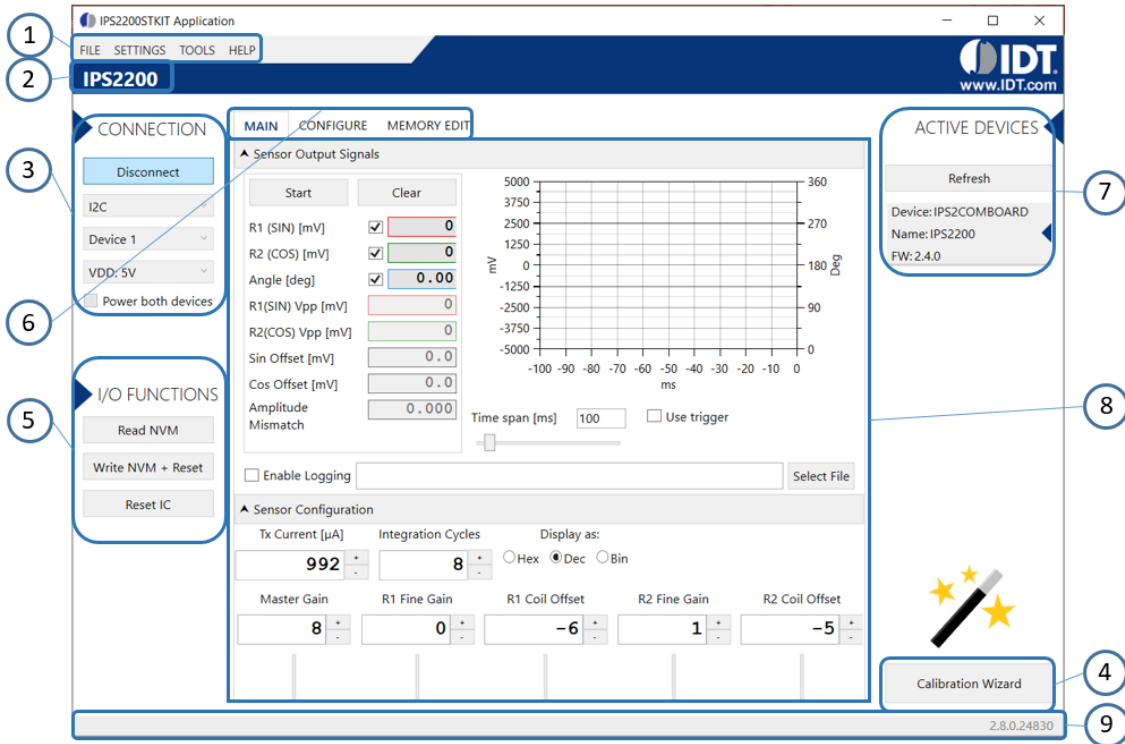 IPS2200STKIT Application
1
FILE SETTINGS TOOLS HELP
2
IPS2200
IDT.
www.IDT.com
CONNECTION
3
Disconnect
I2C
Device 1
VDD: 5V
Power both devices
6
I/O FUNCTIONS
5
Read NVM
Write NVM + Reset
Reset IC
MAIN CONFIGURE MEMORY EDIT
Sensor Output Signals
Start Clear
R1 (SIN) [mV] 0
R2 (COS) [mV] 0
Angle [deg] 0.00
R1(SIN) Vpp [mV] 0
R2(COS) Vpp [mV] 0
Sin Offset [mV] 0.0
Cos Offset [mV] 0.0
Amplitude Mismatch 0.000
5000
3750
2500
1250
0
-1250
-2500
-3750
-5000
mV
360
270
180
90
0
Deg
-100 -90 -80 -70 -60 -50 -40 -30 -20 -10 0
ms
Time span [ms] 100 Use trigger
Enable Logging Select File
Sensor Configuration
Tx Current [µA] Integration Cycles Display as:
992 + - 8 + - Hex Dec Bin
Master Gain R1 Fine Gain R1 Coil Offset R2 Fine Gain R2 Coil Offset
8 + - 0 + - -6 + - 1 + - -5 + -
ACTIVE DEVICES
7
Refresh
Device: IPS2COMBOARD
Name: IPS2200
FW: 2.4.0
8
Calibration Wizard
4
2.8.0.24830
9